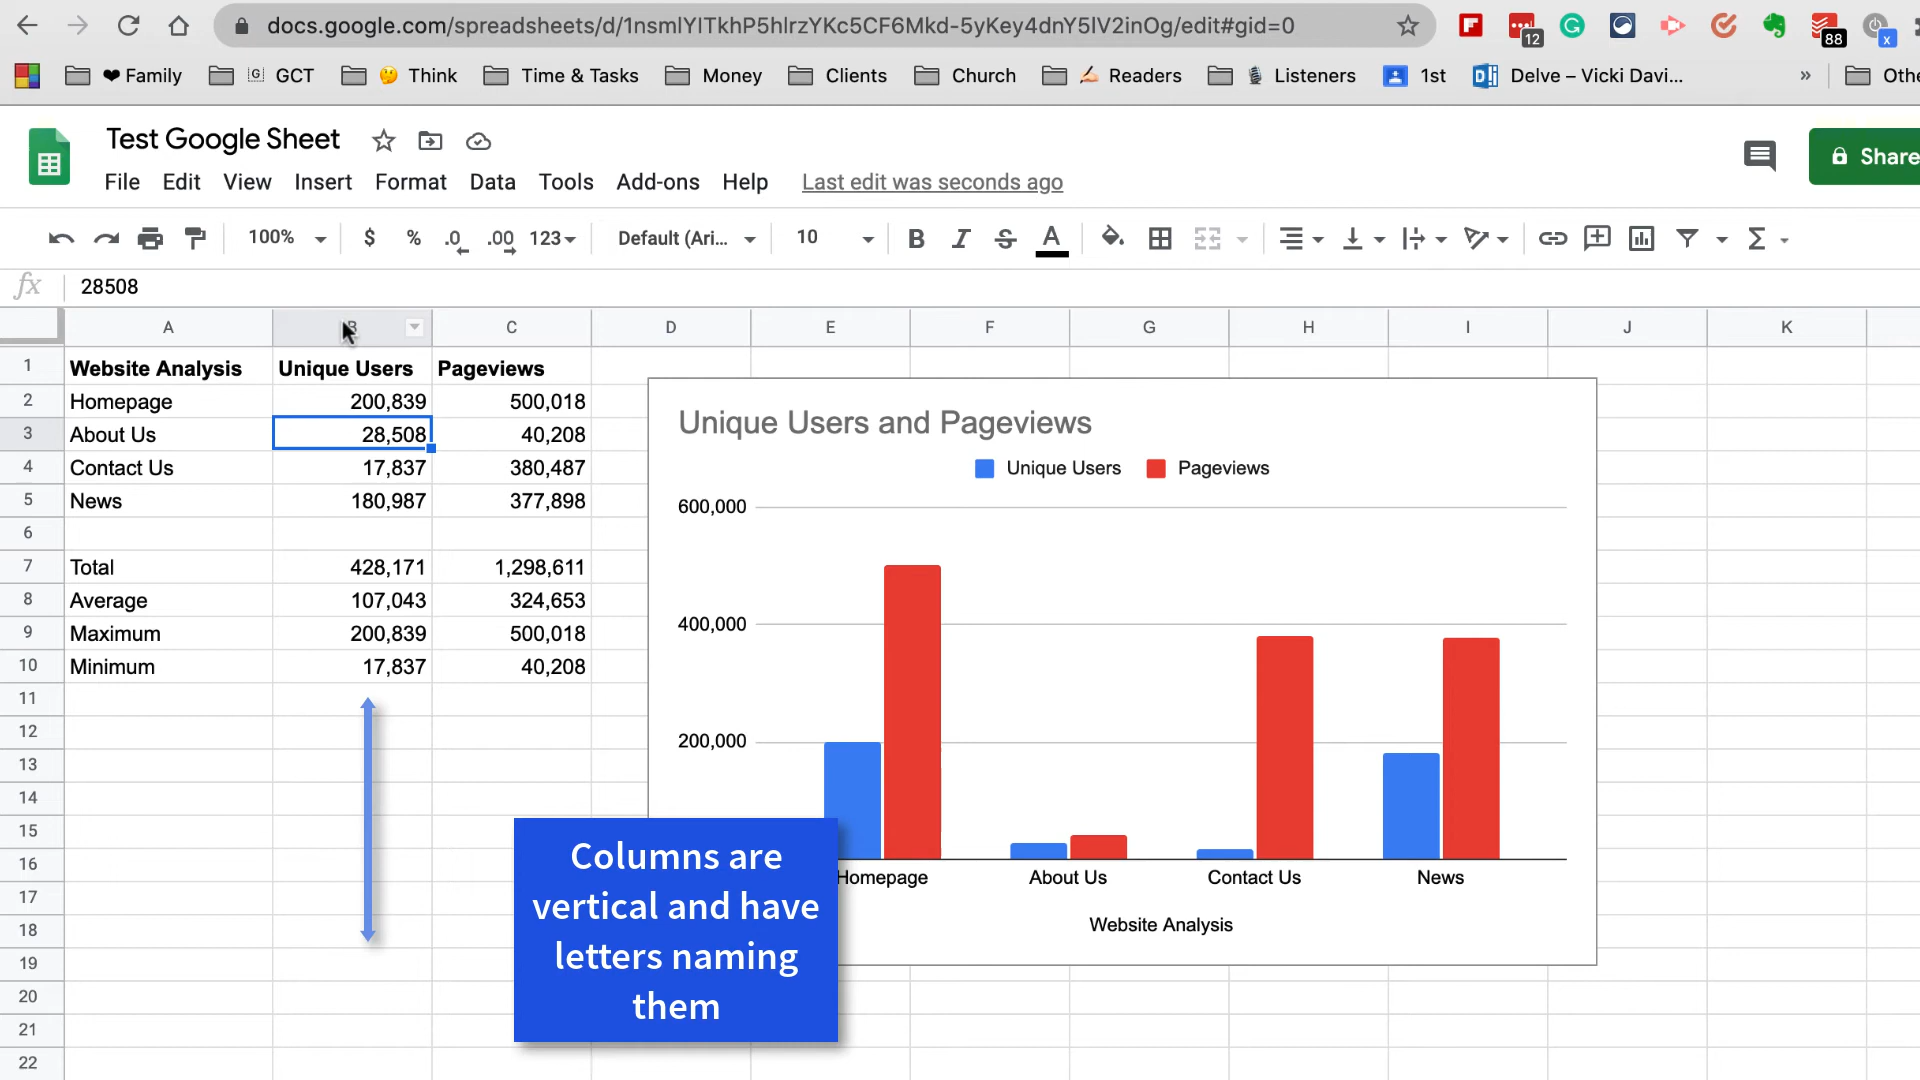 docs.google.com/spreadsheets/d/1nsmlYITkhP5hlrzYKc5CF6Mkd-5yKey4dnY5lV2inOg/edit#gid=0
12
88
x
❤ Family
G GCT
🤔 Think
Time & Tasks
Money
Clients
Church
✍ Readers
🎙 Listeners
1st
Delve – Vicki Davi...
»
Othe
Test Google Sheet
Share
File Edit View Insert Format Data Tools Add-ons Help Last edit was seconds ago
100% $ % .0 .00 123 Default (Ari... 10 B I S A Σ
fx 28508
A B C D E F G H I J K
1 Website Analysis Unique Users Pageviews
2 Homepage 200,839 500,018
3 About Us 28,508 40,208
4 Contact Us 17,837 380,487
5 News 180,987 377,898
6
7 Total 428,171 1,298,611
8 Average 107,043 324,653
9 Maximum 200,839 500,018
10 Minimum 17,837 40,208
11
12
13
14
15
16
17
18
19
20
21
22
Unique Users and Pageviews
Unique Users Pageviews
600,000
400,000
200,000
Homepage About Us Contact Us News
Website Analysis
Columns are
vertical and have
letters naming
them